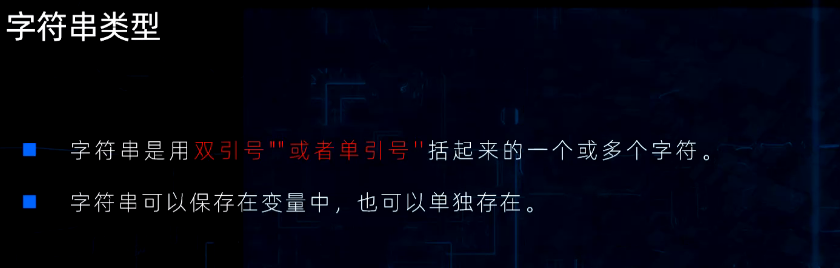 字符串类型
字符串是用双引号""或者单引号''括起来的一个或多个字符。
字符串可以保存在变量中，也可以单独存在。